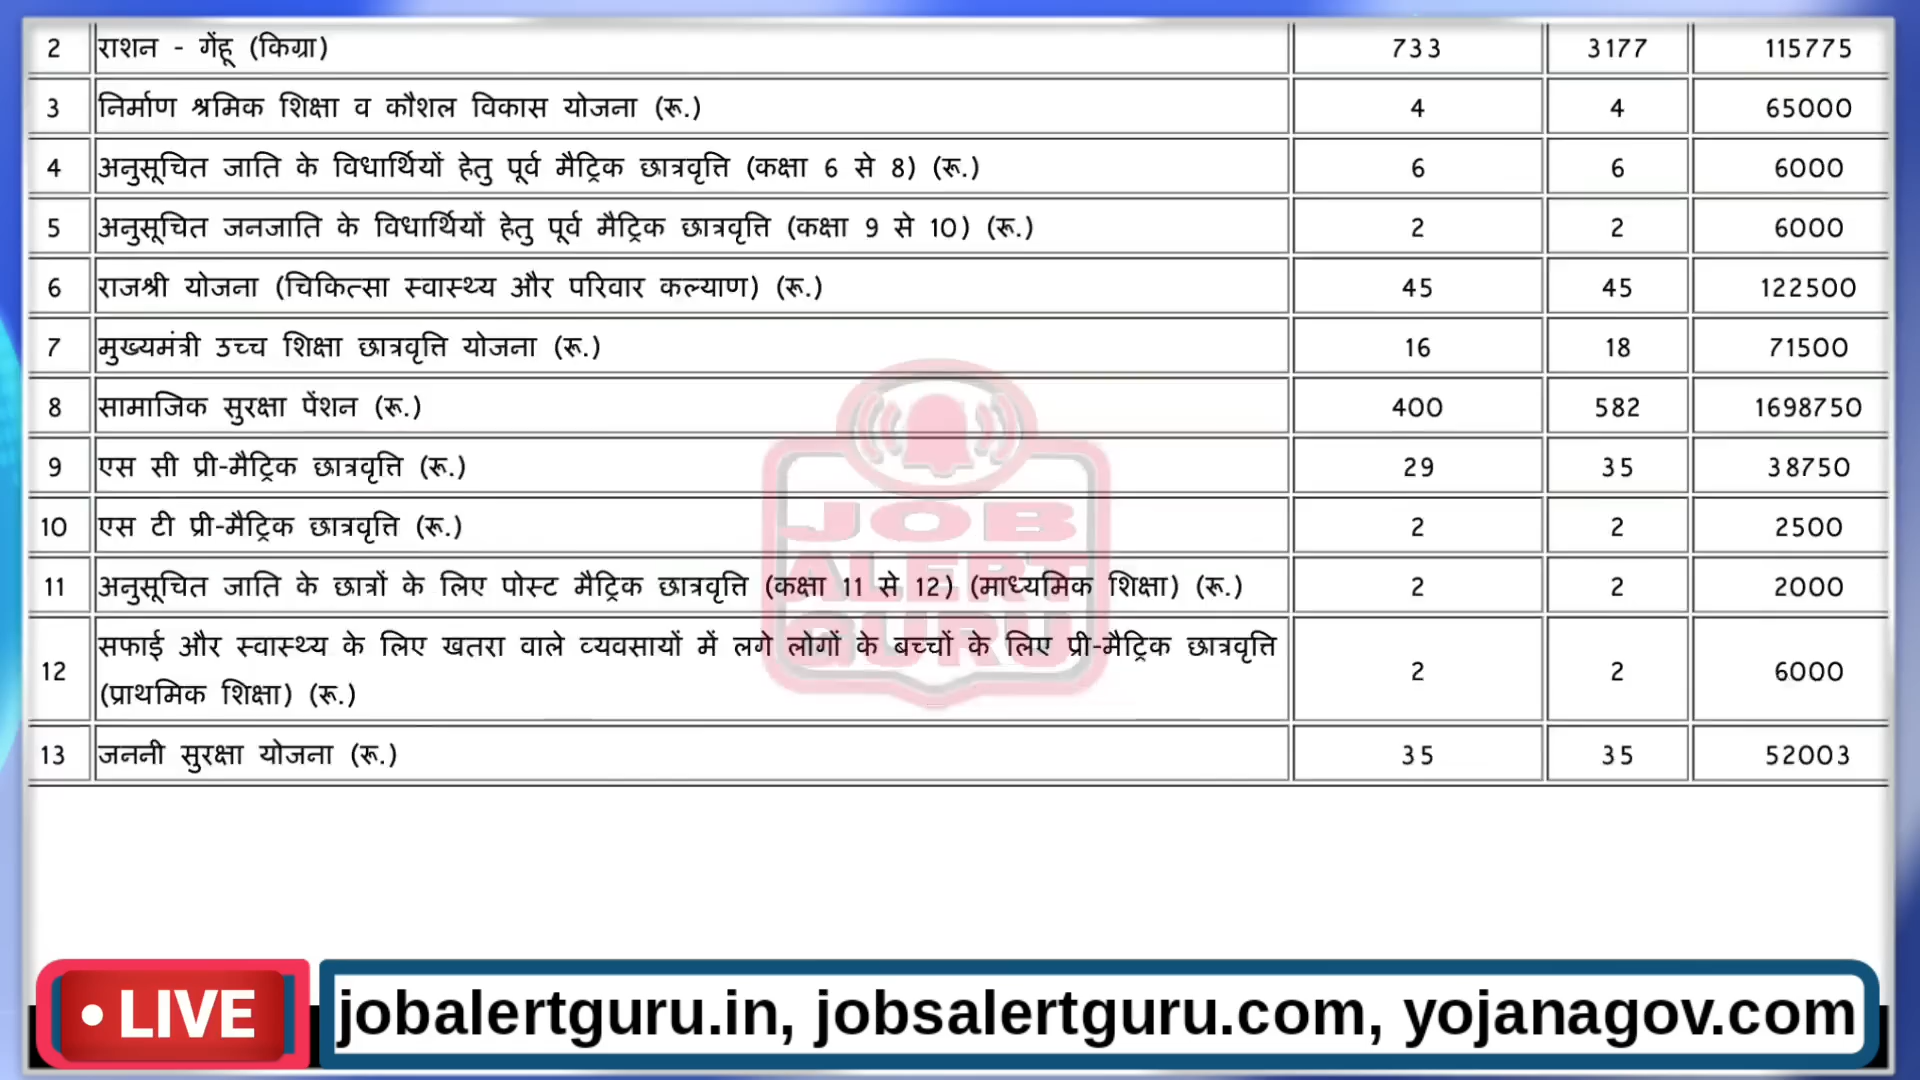 2 राशन - गेंहू (किग्रा) 733 3177 115775
3 निर्माण श्रमिक शिक्षा व कौशल विकास योजना (रू.) 4 4 65000
4 अनुसूचित जाति के विधार्थियों हेतु पूर्व मैट्रिक छात्रवृत्ति (कक्षा 6 से 8) (रू.) 6 6 6000
5 अनुसूचित जनजाति के विधार्थियों हेतु पूर्व मैट्रिक छात्रवृत्ति (कक्षा 9 से 10) (रू.) 2 2 6000
6 राजश्री योजना (चिकित्सा स्वास्थ्य और परिवार कल्याण) (रू.) 45 45 122500
7 मुख्यमंत्री उच्च शिक्षा छात्रवृत्ति योजना (रू.) 16 18 71500
8 सामाजिक सुरक्षा पेंशन (रू.) 400 582 1698750
9 एस सी प्री-मैट्रिक छात्रवृत्ति (रू.) 29 35 38750
10 एस टी प्री-मैट्रिक छात्रवृत्ति (रू.) 2 2 2500
11 अनुसूचित जाति के छात्रों के लिए पोस्ट मैट्रिक छात्रवृत्ति (कक्षा 11 से 12) (माध्यमिक शिक्षा) (रू.) 2 2 2000
12 सफाई और स्वास्थ्य के लिए खतरा वाले व्यवसायों में लगे लोगों के बच्चों के लिए प्री-मैट्रिक छात्रवृत्ति 2 2 6000
(प्राथमिक शिक्षा) (रू.)
13 जननी सुरक्षा योजना (रू.) 35 35 52003
JOB
ALERT
GURU
• LIVE jobalertguru.in, jobsalertguru.com, yojanagov.com